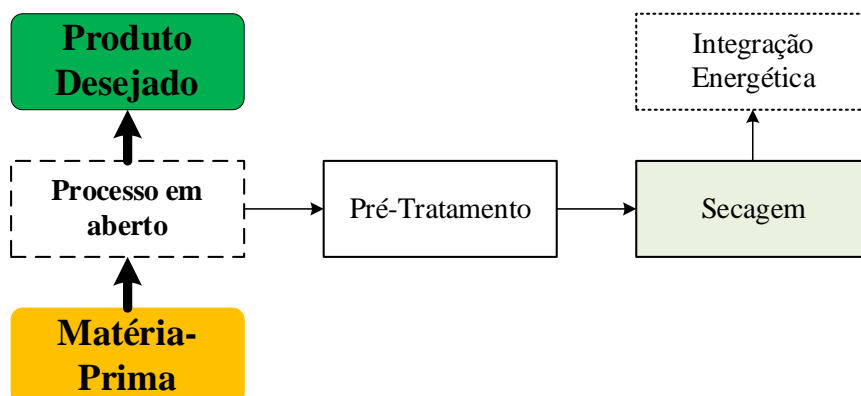 Produto
Desejado
Integração
Energética
Processo em
aberto
Pré-Tratamento
Secagem
Matéria-
Prima